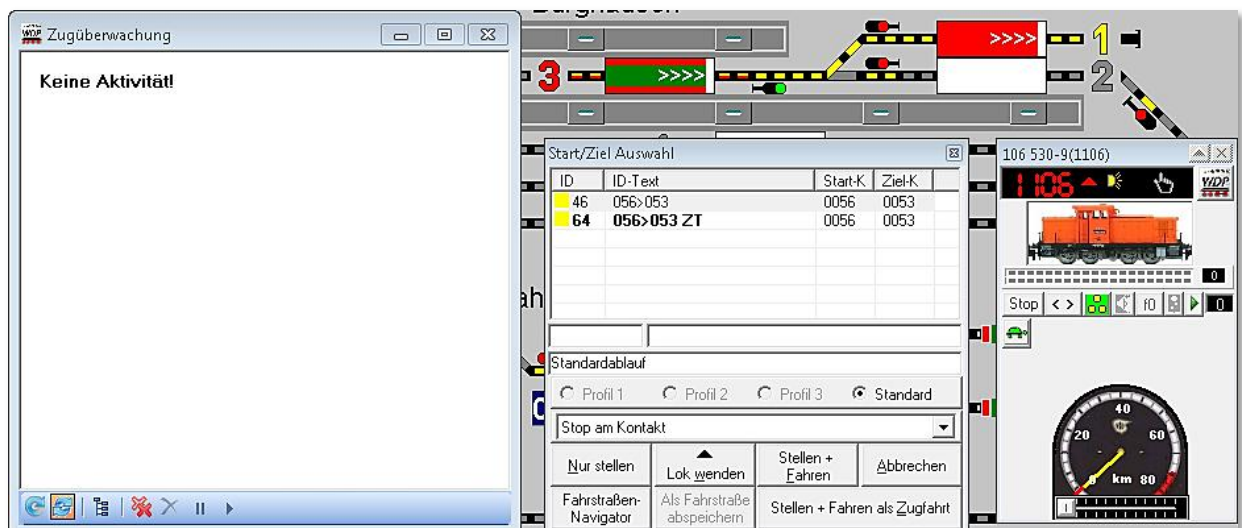 Zugüberwachung
Keine Aktivität!
>>>> 1
3 >>>> 2
Start/Ziel Auswahl
ID ID-Text Start-K Ziel-K
46 056>053 0056 0053
64 056>053 ZT 0056 0053
Standardablauf
Profil 1 Profil 2 Profil 3 Standard
Stop am Kontakt
Nur stellen
Lok wenden
Stellen +
Fahren
Abbrechen
Fahrstraßen-
Navigator
Als Fahrstraße
abspeichern
Stellen + Fahren als Zugfahrt
106 530-9(1106)
1106
WDP
0
Stop < > f0 0
40
20 60
0 km 80